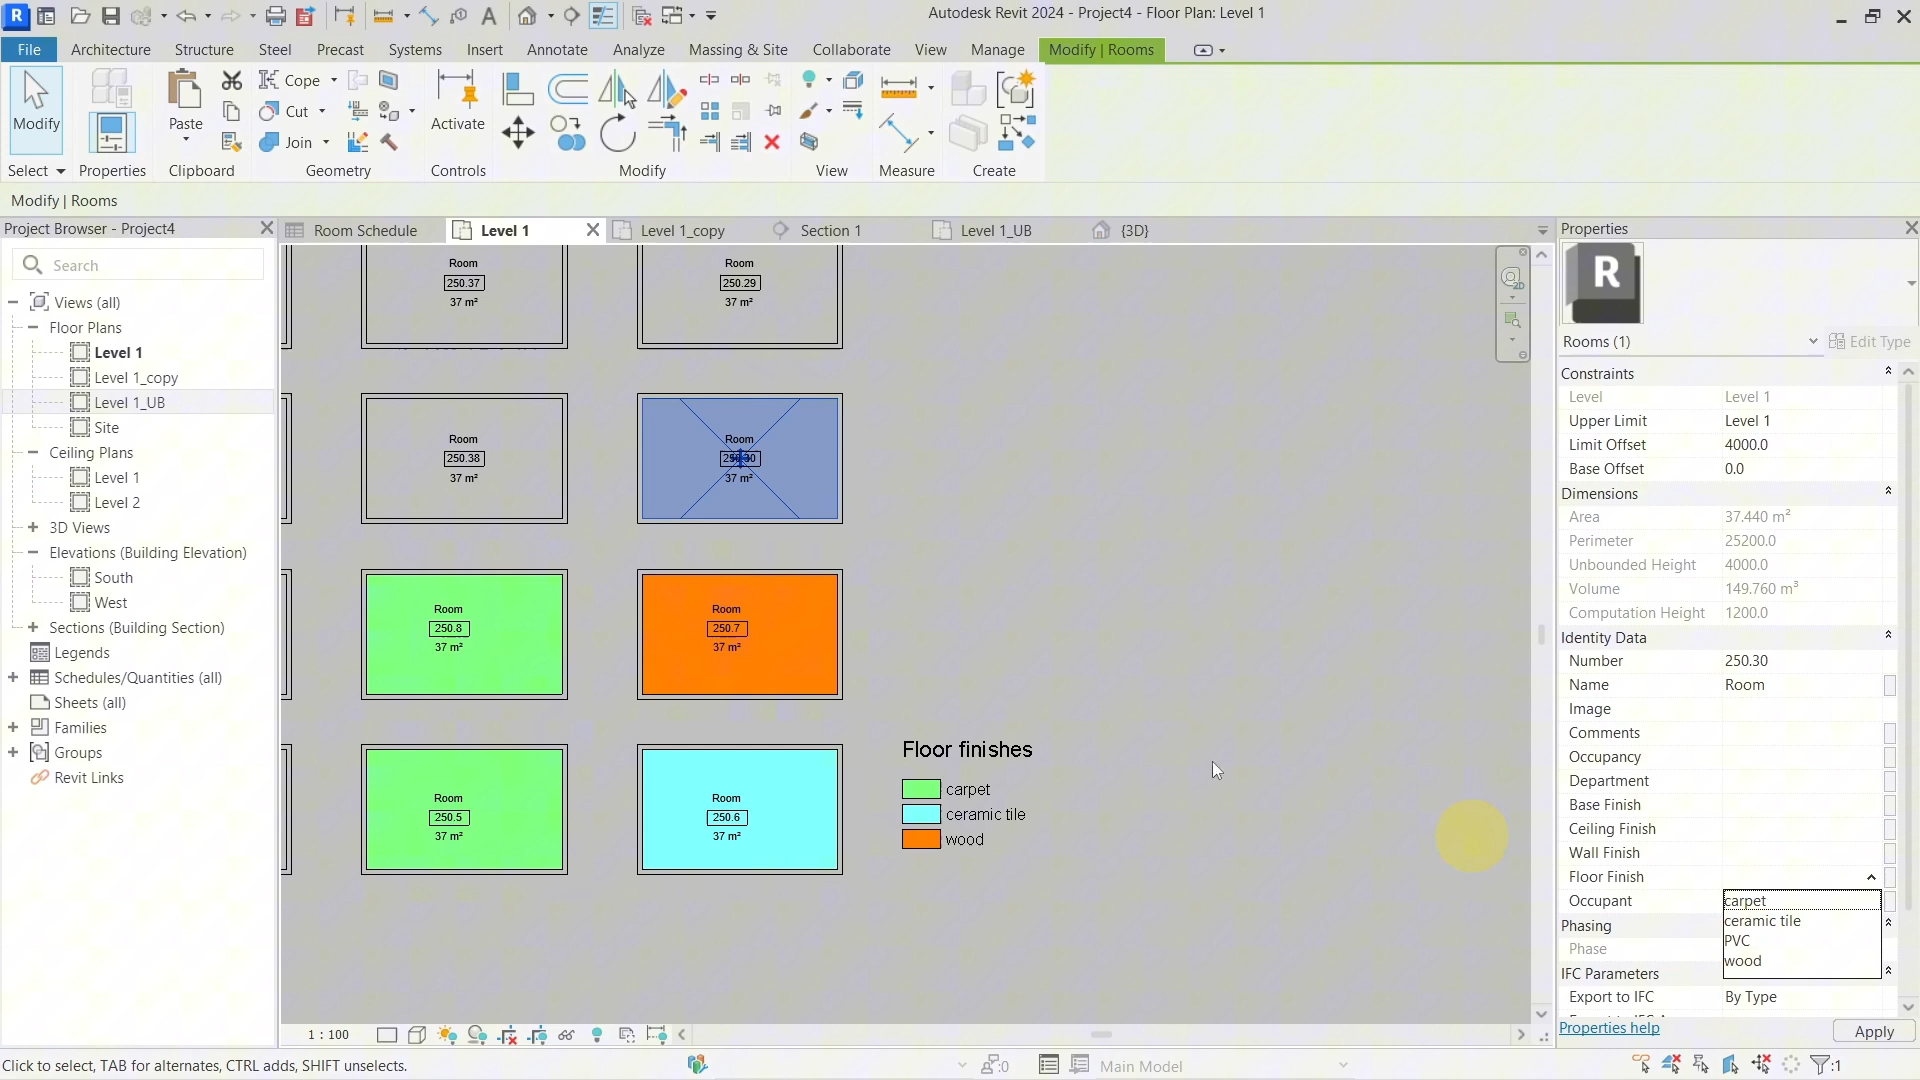 Autodesk Revit 2024 - Project4 - Floor Plan: Level 1
File Architecture Structure Steel Precast Systems Insert Annotate Analyze Massing & Site Collaborate View Manage Modify | Rooms
Modify Paste Cope Cut Join Activate
Select Properties Clipboard Geometry Controls Modify View Measure Create
Modify | Rooms
Project Browser - Project4
Search
Views (all)
Floor Plans
Level 1
Level 1_copy
Level 1_UB
Site
Ceiling Plans
Level 1
Level 2
3D Views
Elevations (Building Elevation)
South
West
Sections (Building Section)
Legends
Schedules/Quantities (all)
Sheets (all)
Families
Groups
Revit Links
Room Schedule Level 1 Level 1_copy Section 1 Level 1_UB {3D}
Room
250.37
37 m²
Room
250.29
37 m²
Room
250.38
37 m²
Room
37 m²
Room
250.8
37 m²
Room
250.7
37 m²
Room
250.5
37 m²
Room
250.6
37 m²
Floor finishes
carpet
ceramic tile
wood
2D
1 : 100
Properties
R
Rooms (1) Edit Type
Constraints
Level Level 1
Upper Limit Level 1
Limit Offset 4000.0
Base Offset 0.0
Dimensions
Area 37.440 m²
Perimeter 25200.0
Unbounded Height 4000.0
Volume 149.760 m³
Computation Height 1200.0
Identity Data
Number 250.30
Name Room
Image
Comments
Occupancy
Department
Base Finish
Ceiling Finish
Wall Finish
Floor Finish
Occupant
carpet
ceramic tile
PVC
wood
Phasing
Phase
IFC Parameters
Export to IFC By Type
Properties help Apply
Click to select, TAB for alternates, CTRL adds, SHIFT unselects. :0 Main Model :1